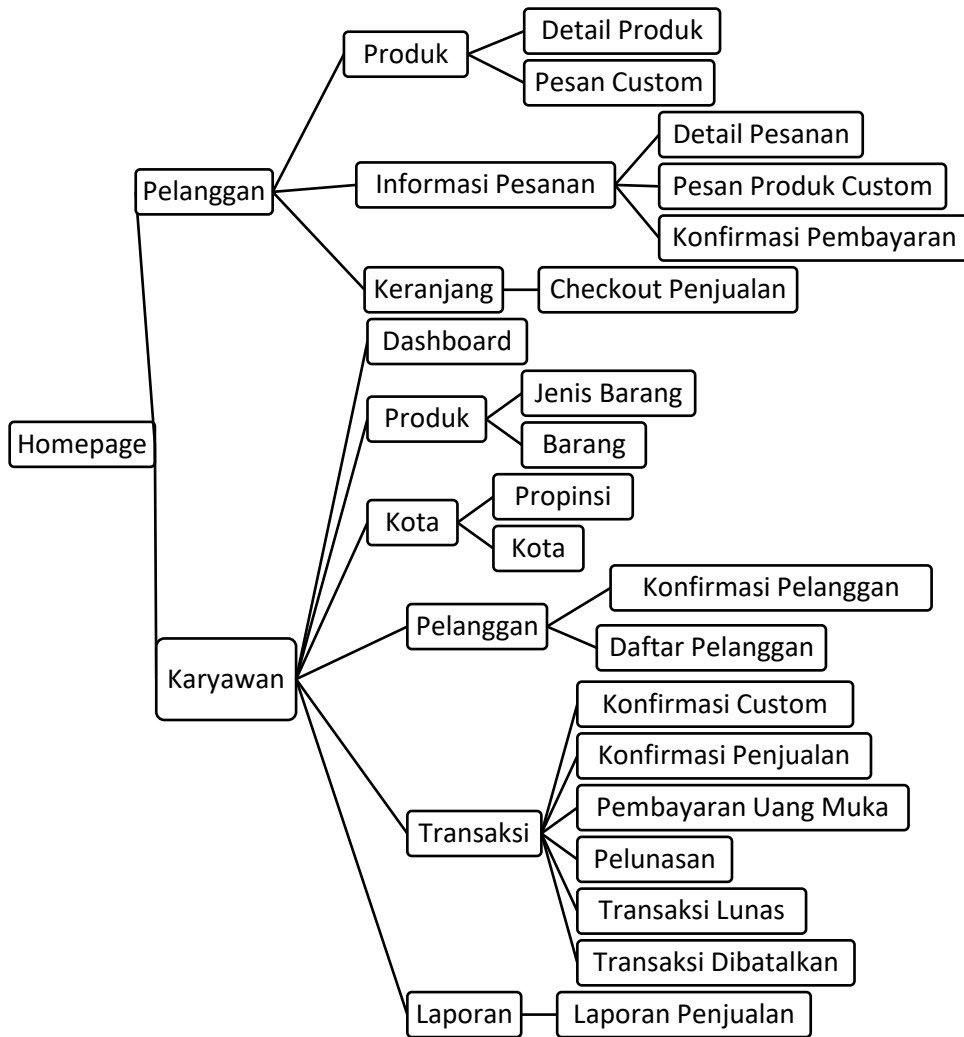 Detail Produk
Produk
Pesan Custom
Detail Pesanan
Pelanggan
Informasi Pesanan
Pesan Produk Custom
Konfirmasi Pembayaran
Keranjang
Checkout Penjualan
Dashboard
Jenis Barang
Produk
Barang
Homepage
Propinsi
Kota
Kota
Konfirmasi Pelanggan
Pelanggan
Daftar Pelanggan
Karyawan
Konfirmasi Custom
Konfirmasi Penjualan
Pembayaran Uang Muka
Transaksi
Pelunasan
Transaksi Lunas
Transaksi Dibatalkan
Laporan
Laporan Penjualan